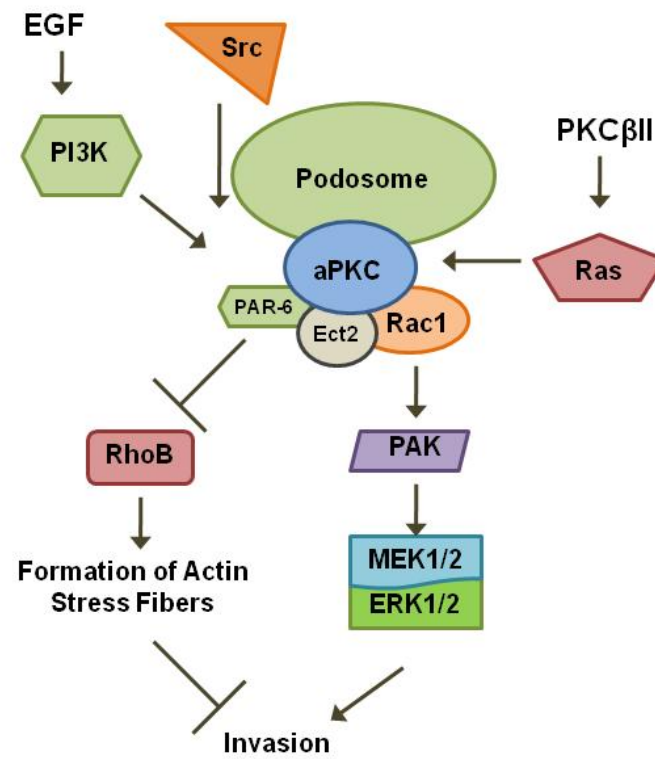 EGF
Src
PI3K
Podosome
PKCβII
aPKC
Ras
PAR-6
Ect2
Rac1
RhoB
PAK
Formation of Actin
Stress Fibers
MEK1/2
ERK1/2
Invasion